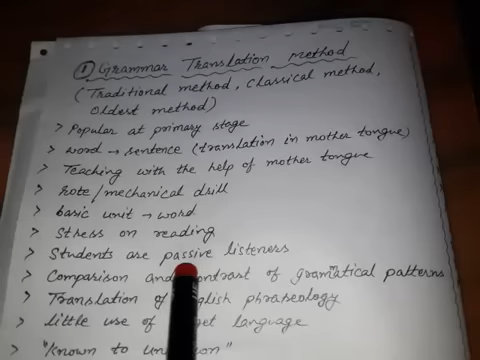 ① Grammar Translation Method
(Traditional method, Classical method,
Oldest method)
> Popular at primary stage
> word → sentence (translation in mother tongue)
> Teaching with the help of mother tongue
> Rote/mechanical drill
> basic unit → word
> Stress on reading
> Students are passive listeners
> Comparison and contrast of grammatical patterns
> Translation of English phraseology
> little use of language
> "Known to